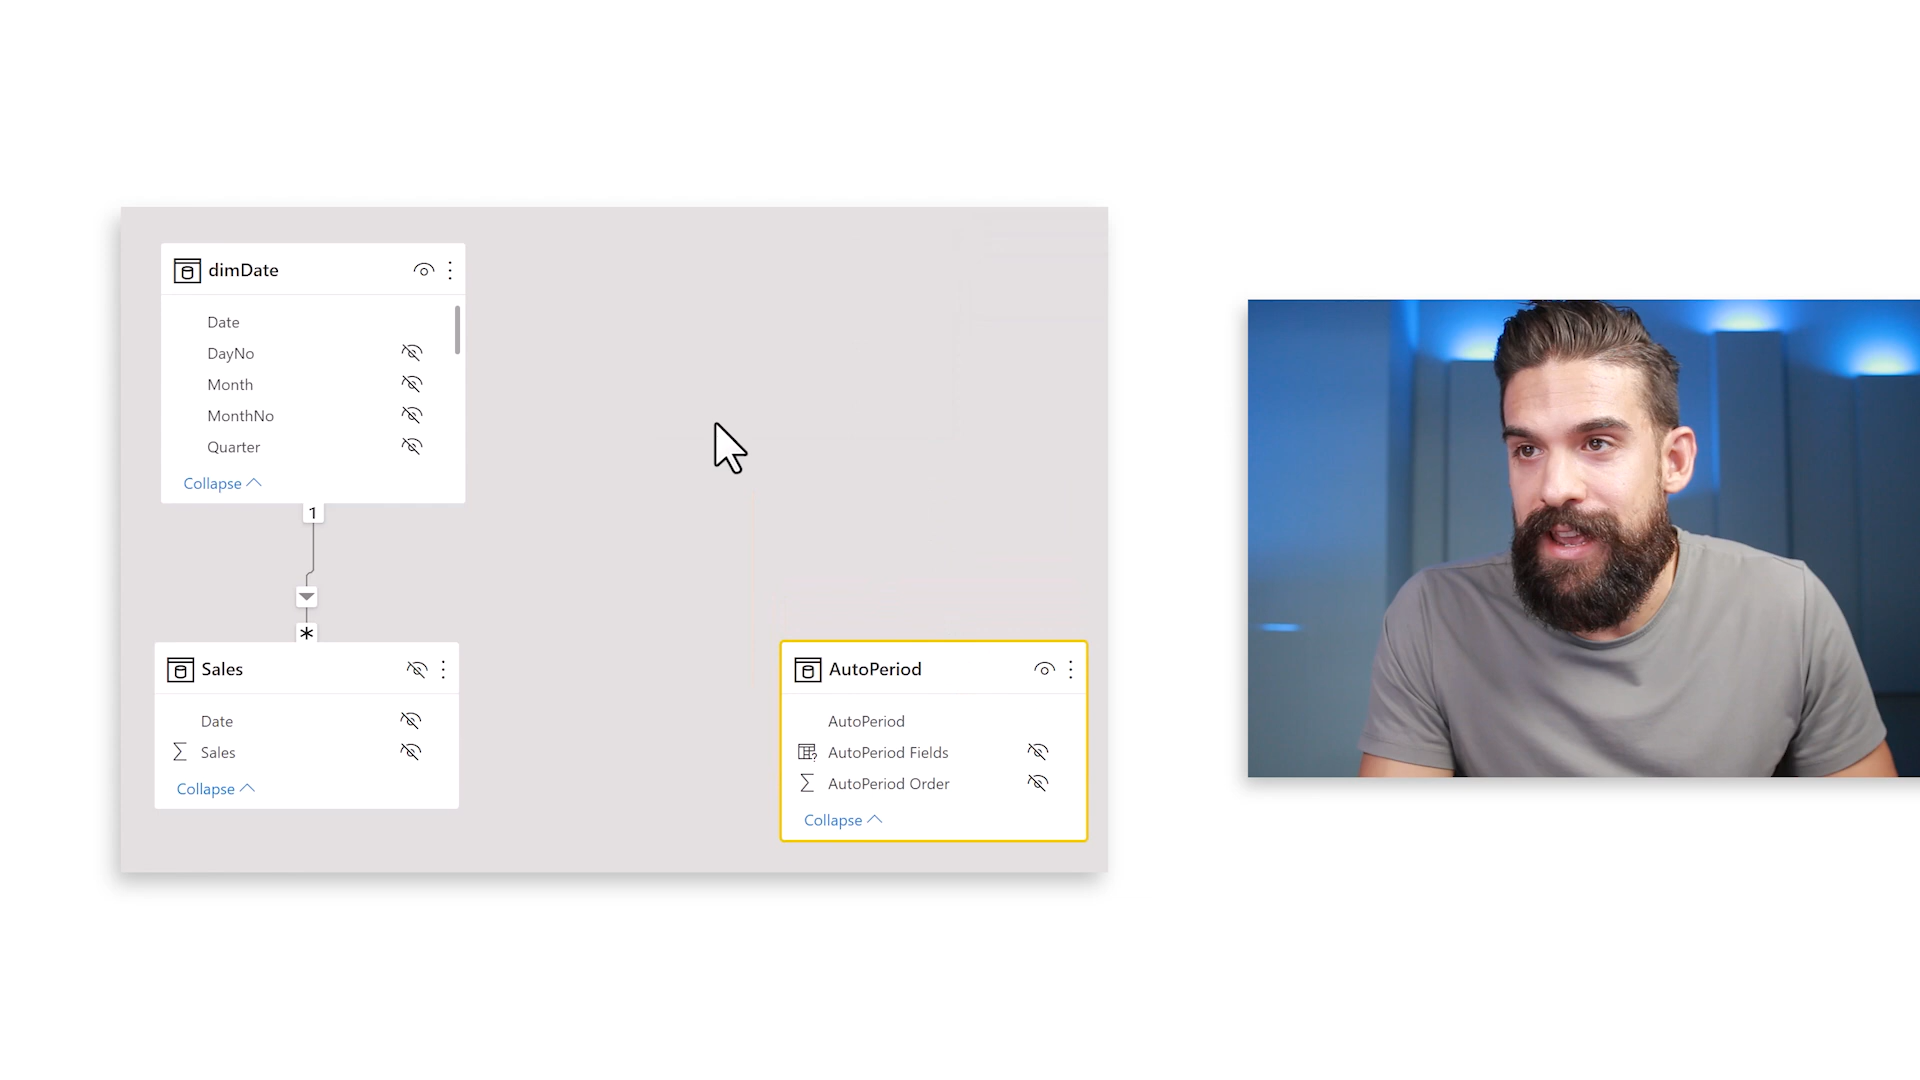 dimDate
Date
DayNo
Month
MonthNo
Quarter
Collapse
1
*
Sales
Date
Sales
Collapse
AutoPeriod
AutoPeriod
AutoPeriod Fields
AutoPeriod Order
Collapse